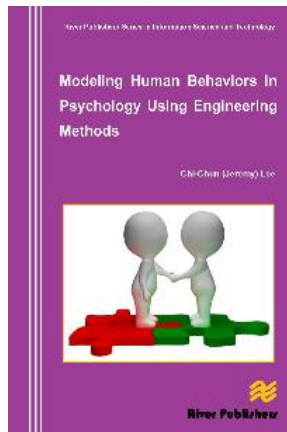 River Publishers Series in Information Science and Technology
Modeling Human Behaviors in
Psychology Using Engineering
Methods
Chi-Chun (Jeremy) Lee
River Publishers